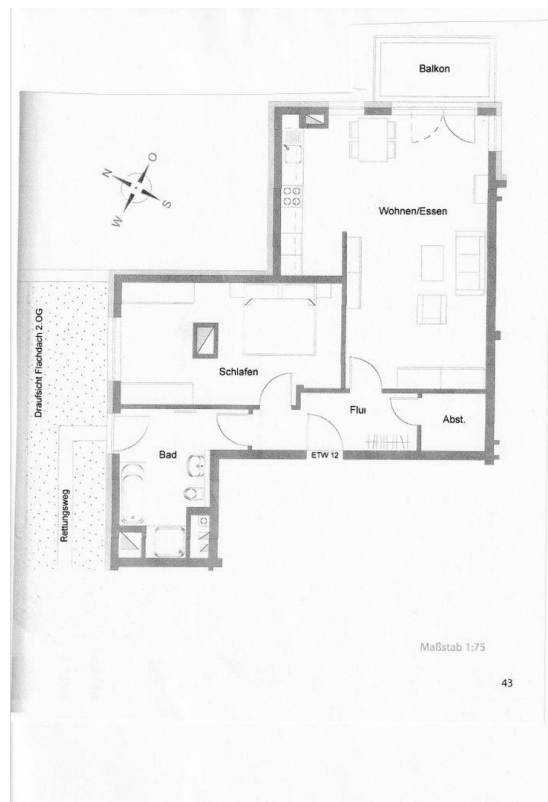 Balkon
O
N
S
W
Wohnen/Essen
Draufsicht Flachdach 2.OG
Schlafen
Flur
Abst.
Bad
ETW 12
Rettungsweg
Maßstab 1:75
43